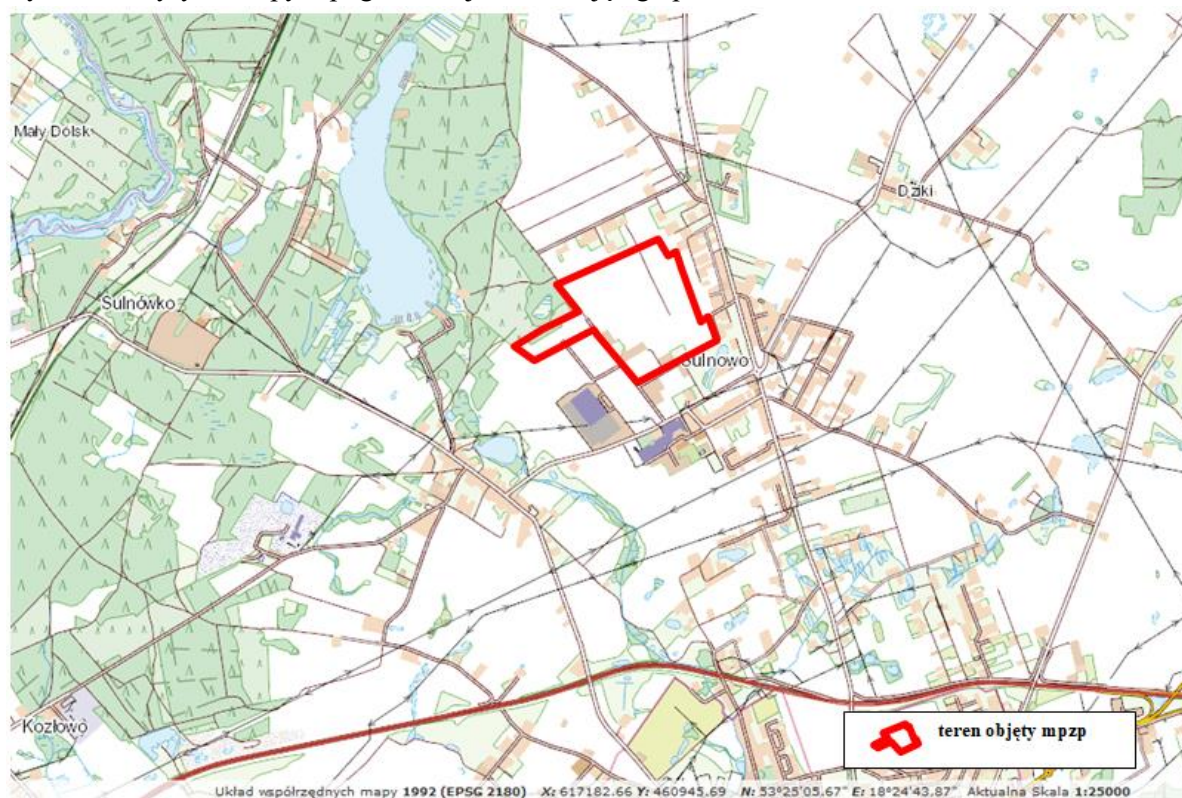 Mały Dolsk
Dziki
Sulnówko
Sulnowo
Kozłowo
teren objęty mpzp
Układ współrzędnych mapy 1992 (EPSG 2180) X: 617182.66 Y: 460945.69 N: 53°25'05.67" E: 18°24'43.87" Aktualna Skala 1:25000